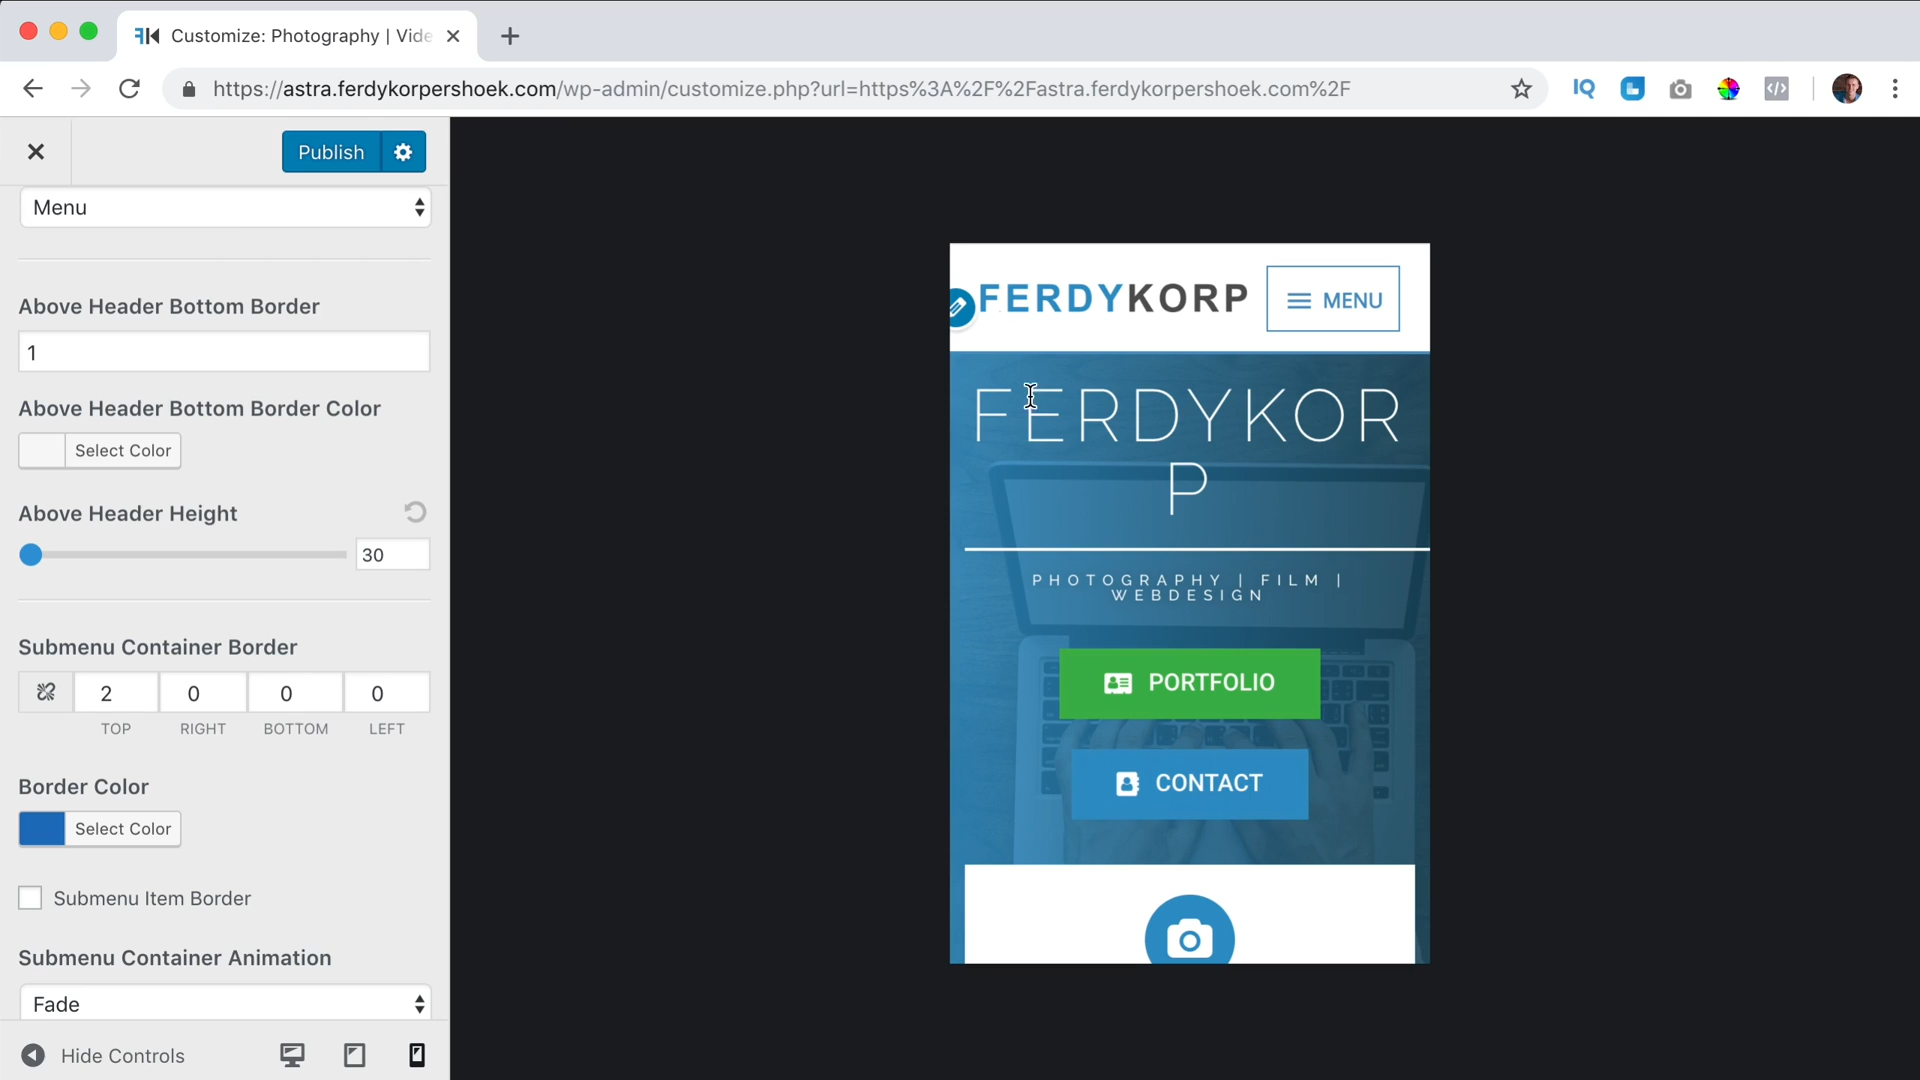 Customize: Photography | Vide
https://astra.ferdykorpershoek.com/wp-admin/customize.php?url=https%3A%2F%2Fastra.ferdykorpershoek.com%2F
IQ
Publish
Menu
Above Header Bottom Border
1
Above Header Bottom Border Color
Select Color
Above Header Height
30
Submenu Container Border
2 0 0 0
TOP RIGHT BOTTOM LEFT
Border Color
Select Color
Submenu Item Border
Submenu Container Animation
Fade
Hide Controls
FERDYKORP
MENU
FERDYKOR
P
PHOTOGRAPHY | FILM |
WEBDESIGN
PORTFOLIO
CONTACT